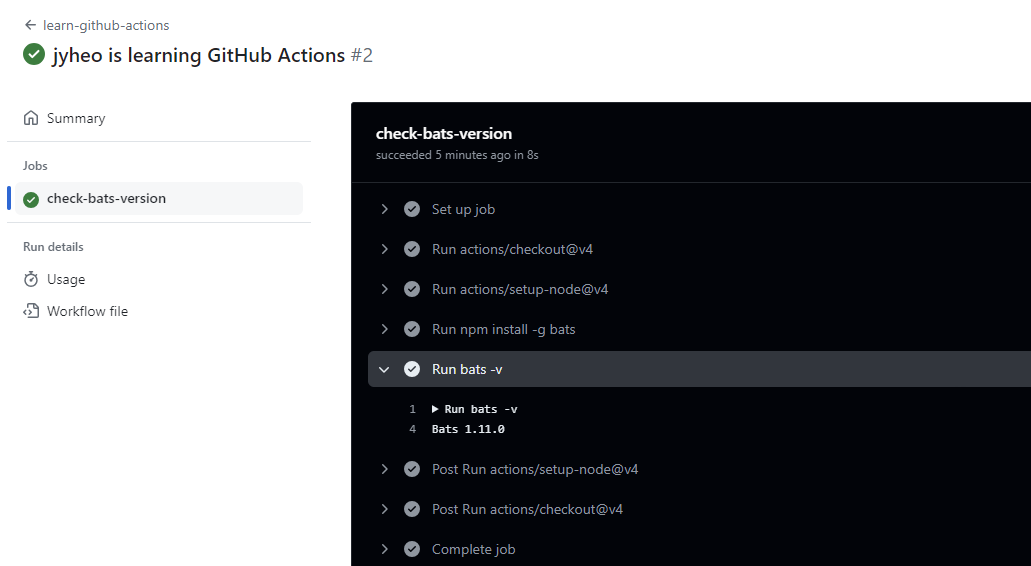 learn-github-actions
jyheo is learning GitHub Actions #2
Summary
Jobs
check-bats-version
Run details
Usage
Workflow file
check-bats-version
succeeded 5 minutes ago in 8s
Set up job
Run actions/checkout@v4
Run actions/setup-node@v4
Run npm install -g bats
Run bats -v
1 Run bats -v
4 Bats 1.11.0
Post Run actions/setup-node@v4
Post Run actions/checkout@v4
Complete job